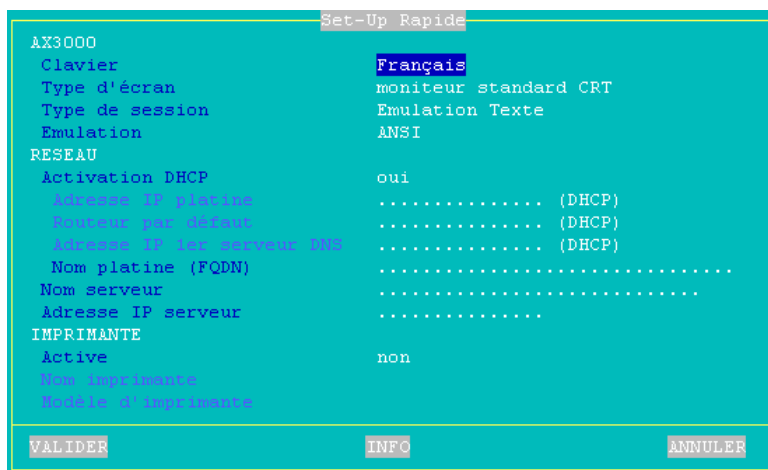 Set-Up Rapide
AX3000
Clavier Français
Type d'écran moniteur standard CRT
Type de session Emulation Texte
Emulation ANSI
RESEAU
Activation DHCP oui
Adresse IP platine ............... (DHCP)
Routeur par défaut ............... (DHCP)
Adresse IP 1er serveur DNS ............... (DHCP)
Nom platine (FQDN) .................................
Nom serveur ..............................
Adresse IP serveur ...............
IMPRIMANTE
Active non
Nom imprimante
Modèle d'imprimante
VALIDER INFO ANNULER